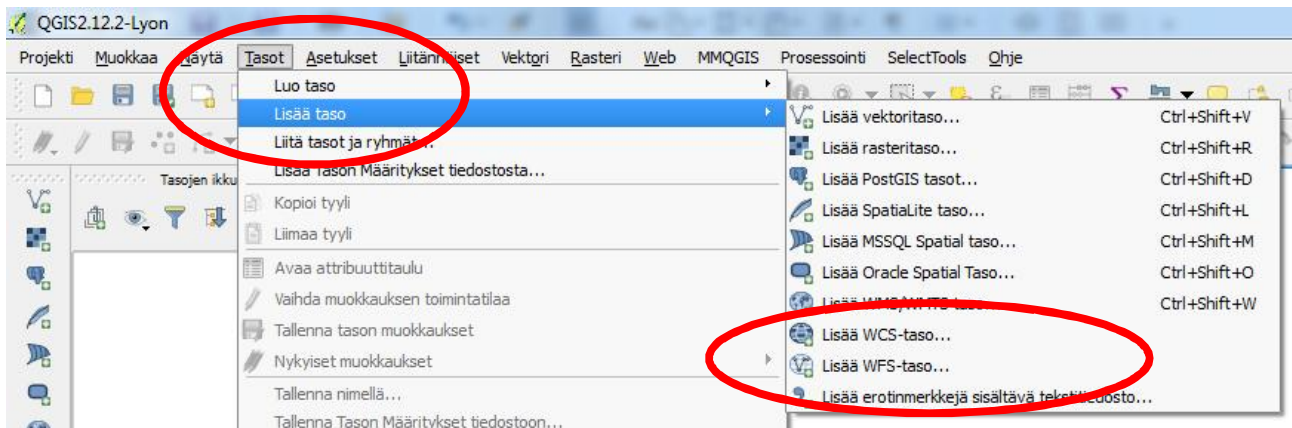 QGIS2.12.2-Lyon
Projekti Muokkaa Näytä Tasot Asetukset Liitännäiset Vektori Rasteri Web MMQGIS Prosessointi SelectTools Ohje
Luo taso
Lisää taso
Liitä tasot ja ryhmät...
Lisää Tason Määritykset tiedostosta...
Tasojen ikku
Kopioi tyyli
Liimaa tyyli
Avaa attribuuttitaulu
Vaihda muokkauksen toimintatilaa
Tallenna tason muokkaukset
Nykyiset muokkaukset
Tallenna nimellä...
Tallenna Tason Määritykset tiedostoon...
Lisää vektoritaso... Ctrl+Shift+V
Lisää rasteritaso... Ctrl+Shift+R
Lisää PostGIS tasot... Ctrl+Shift+D
Lisää SpatiaLite taso... Ctrl+Shift+L
Lisää MSSQL Spatial taso... Ctrl+Shift+M
Lisää Oracle Spatial Taso... Ctrl+Shift+O
Lisää WMS/WMTS-taso... Ctrl+Shift+W
Lisää WCS-taso...
Lisää WFS-taso...
Lisää erotinmerkkejä sisältävä tekstitiedosto...